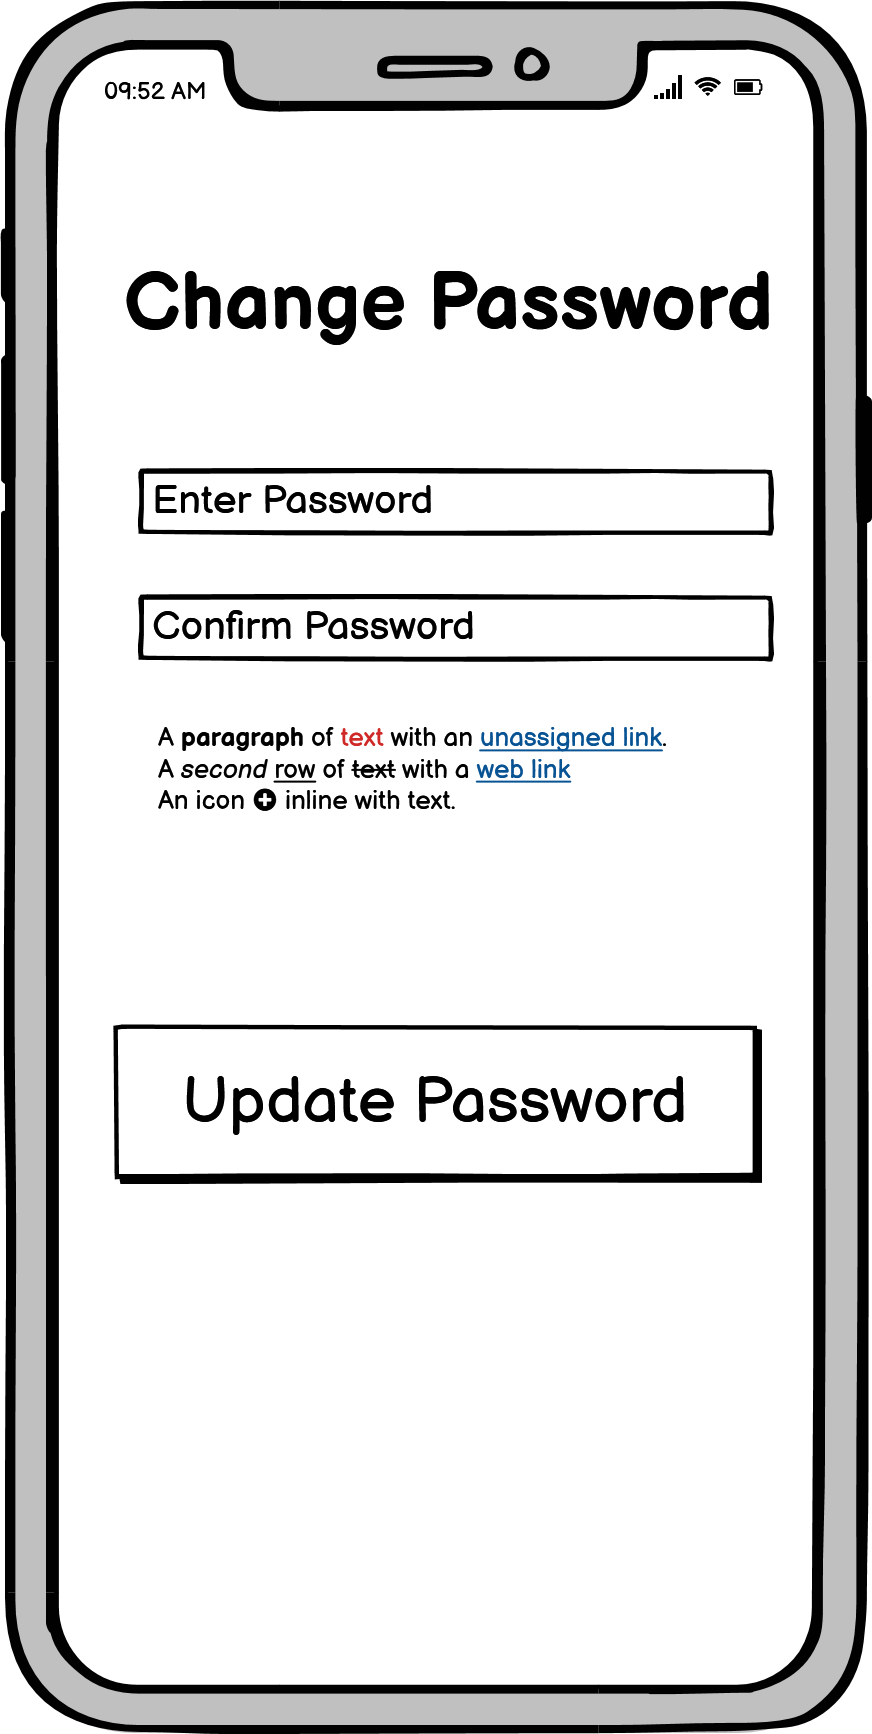 09:52 AM
Change Password
Enter Password
Confirm Password
A paragraph of text with an unassigned link.
A second row of text with a web link
An icon inline with text.
Update Password